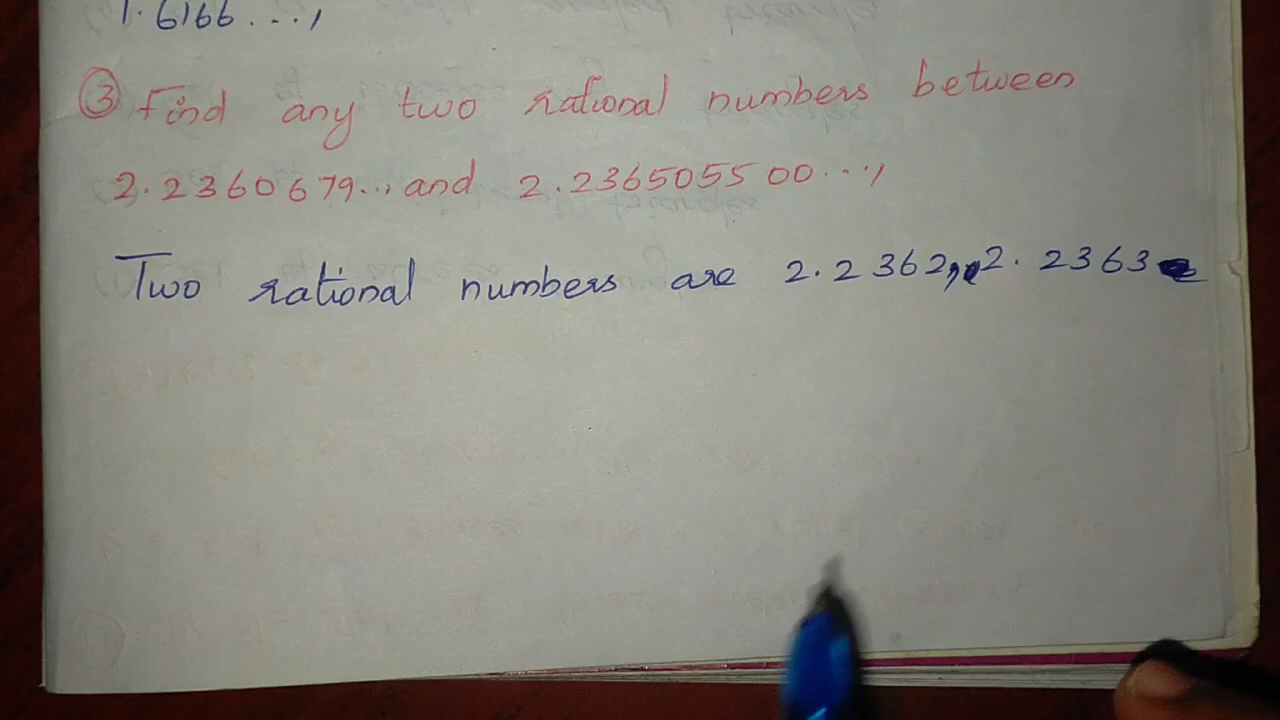 1.6166...,
③ Find any two rational numbers between
2.2360679... and 2.236505500...,
Two rational numbers are 2.2362, 2.2363